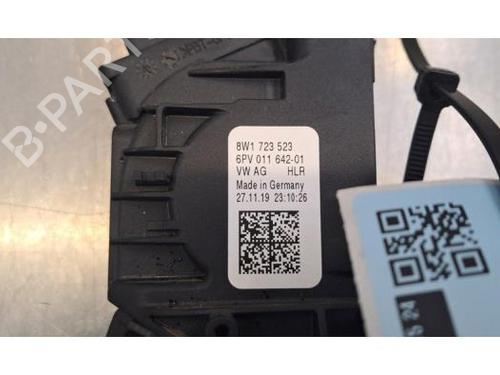 8W1 723 523
6PV 011 642-01
VW AG HLR
Made in Germany
27.11.19 23:10:26
B-PARTS